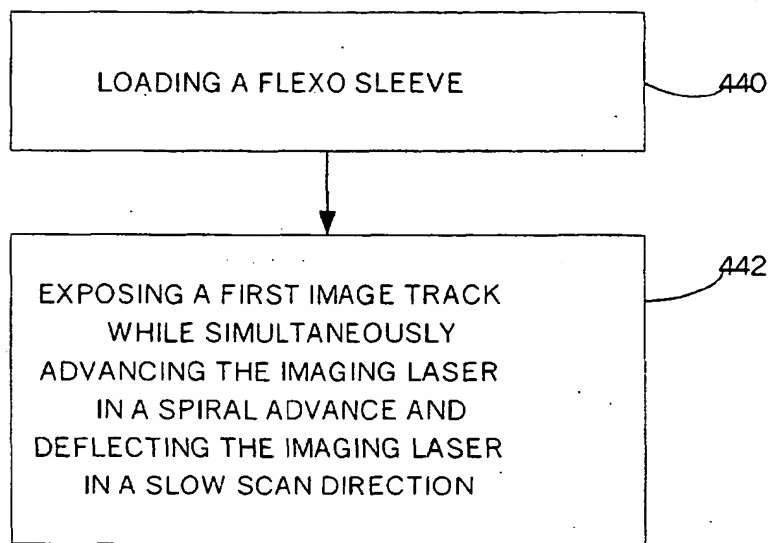 LOADING A FLEXO SLEEVE
440
442
EXPOSING A FIRST IMAGE TRACK
WHILE SIMULTANEOUSLY
ADVANCING THE IMAGING LASER
IN A SPIRAL ADVANCE AND
DEFLECTING THE IMAGING LASER
IN A SLOW SCAN DIRECTION